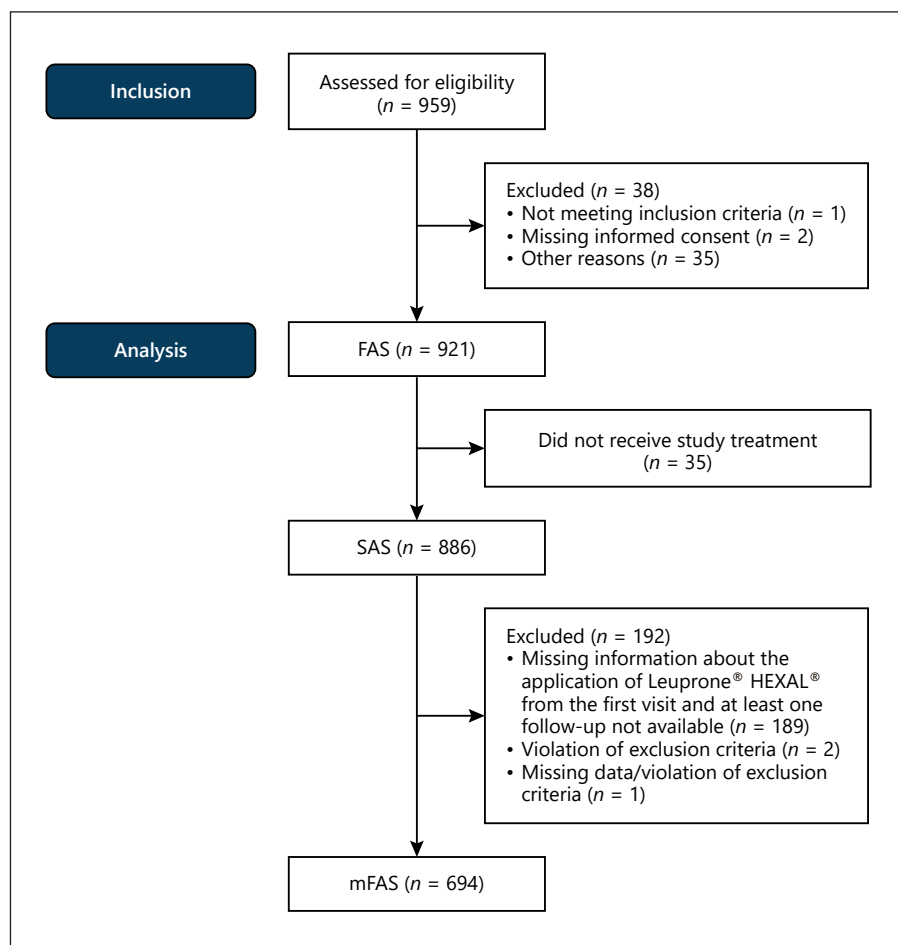 Inclusion
Assessed for eligibility
(n = 959)
Excluded (n = 38)
• Not meeting inclusion criteria (n = 1)
• Missing informed consent (n = 2)
• Other reasons (n = 35)
Analysis
FAS (n = 921)
Did not receive study treatment
(n = 35)
SAS (n = 886)
Excluded (n = 192)
• Missing information about the
application of Leuprone® HEXAL®
from the first visit and at least one
follow-up not available (n = 189)
• Violation of exclusion criteria (n = 2)
• Missing data/violation of exclusion
criteria (n = 1)
mFAS (n = 694)